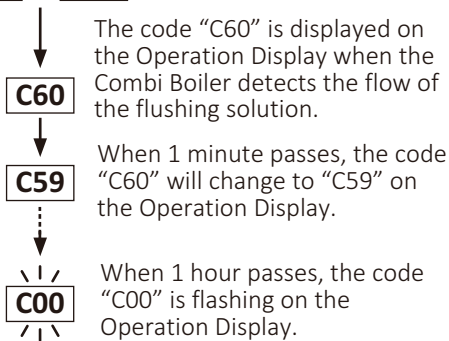 The code “C60” is displayed on
the Operation Display when the
Combi Boiler detects the flow of
the flushing solution.
C60
When 1 minute passes, the code
“C60” will change to “C59” on
the Operation Display.
C59
When 1 hour passes, the code
“C00” is flashing on the
Operation Display.
C00